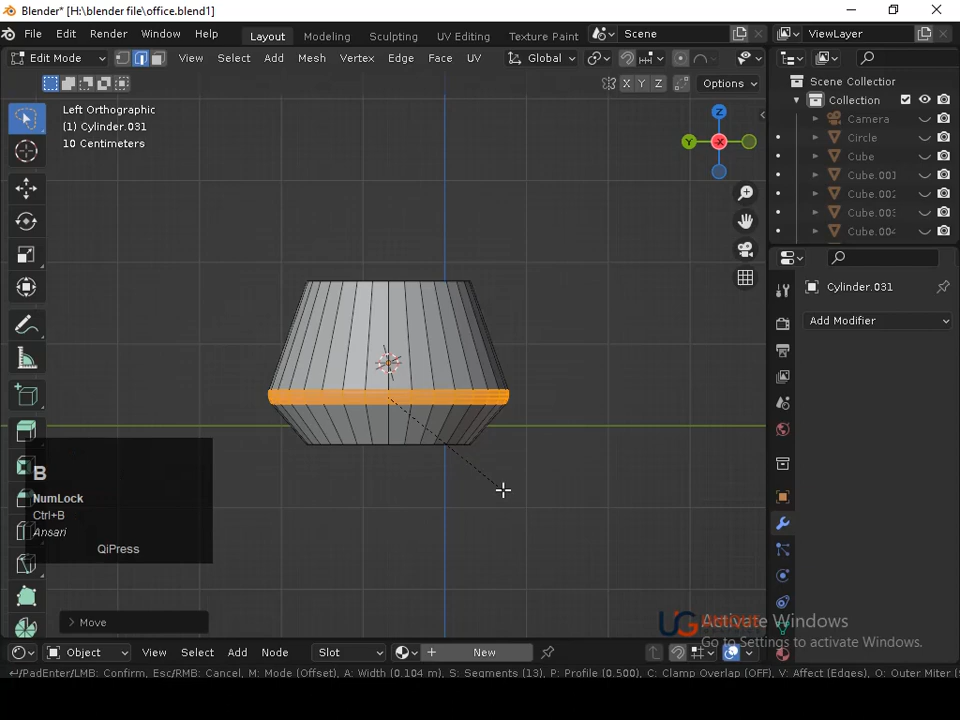 Blender* [H:\blender file\office.blend1]
File Edit Render Window Help Layout Modeling Sculpting UV Editing Texture Paint Scene ViewLayer
Edit Mode View Select Add Mesh Vertex Edge Face UV Global
X Y Z Options
Left Orthographic
(1) Cylinder.031
10 Centimeters
Z
Y
X
Scene Collection
Collection
Camera
Circle
Cube
Cube.001
Cube.002
Cube.003
Cube.004
Cylinder.031
Add Modifier
B
NumLock
Ctrl+B
Ansari
QiPress
Move
UG
Activate Windows
Go to Settings to activate Windows.
Object View Select Add Node Slot New
/PadEnter/LMB: Confirm, Esc/RMB: Cancel, M: Mode (Offset), A: Width (0.104 m), S: Segments (13), P: Profile (0.500), C: Clamp Overlap (OFF), V: Affect (Edges), O: Outer Miter (S